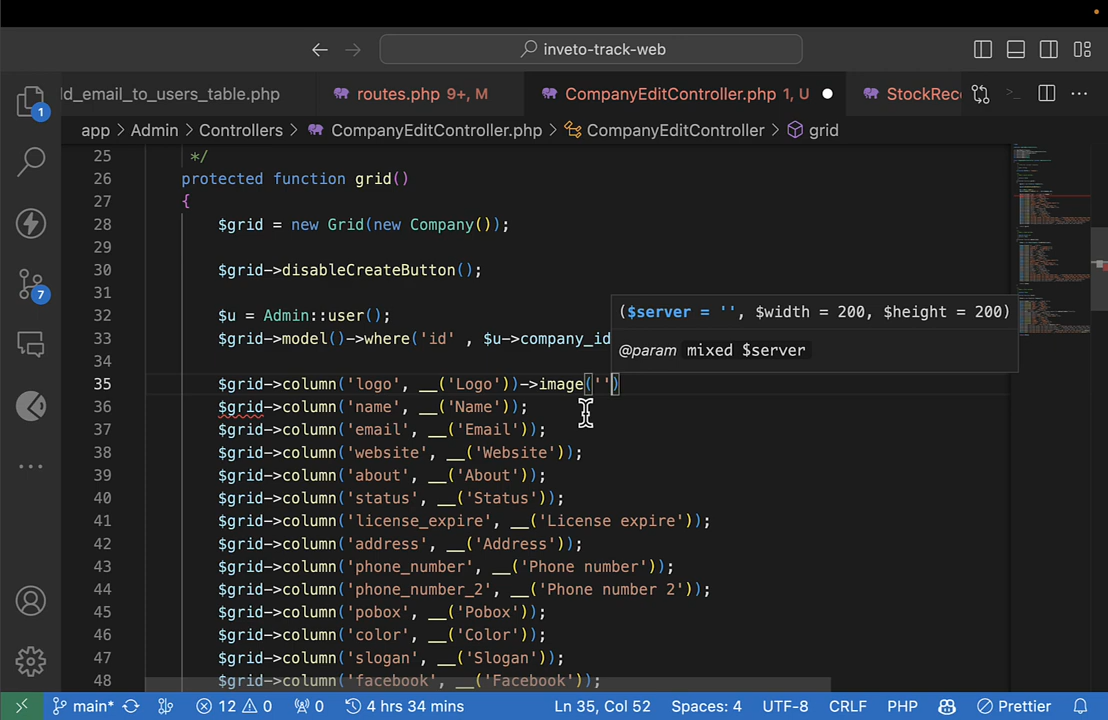 inveto-track-web
ld_email_to_users_table.php
routes.php 9+, M
CompanyEditController.php 1, U
StockReco
app > Admin > Controllers > CompanyEditController.php > CompanyEditController > grid
25 */
26 protected function grid()
27 {
28 $grid = new Grid(new Company());
29
30 $grid->disableCreateButton();
31
32 $u = Admin::user();
33 $grid->model()->where('id' , $u->company_id
34
35 $grid->column('logo', __('Logo'))->image('')
36 $grid->column('name', __('Name'));
37 $grid->column('email', __('Email'));
38 $grid->column('website', __('Website'));
39 $grid->column('about', __('About'));
40 $grid->column('status', __('Status'));
41 $grid->column('license_expire', __('License expire'));
42 $grid->column('address', __('Address'));
43 $grid->column('phone_number', __('Phone number'));
44 $grid->column('phone_number_2', __('Phone number 2'));
45 $grid->column('pobox', __('Pobox'));
46 $grid->column('color', __('Color'));
47 $grid->column('slogan', __('Slogan'));
48 $grid->column('facebook', __('Facebook'));
($server = '', $width = 200, $height = 200)
@param mixed $server
1
7
main* 12 0 0 4 hrs 34 mins Ln 35, Col 52 Spaces: 4 UTF-8 CRLF PHP Prettier